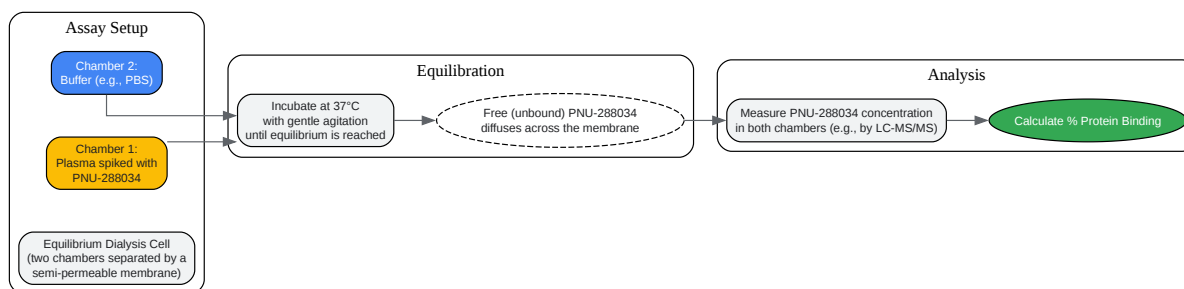 Assay Setup
Chamber 2:
Buffer (e.g., PBS)
Chamber 1:
Plasma spiked with
PNU-288034
Equilibrium Dialysis Cell
(two chambers separated by a
semi-permeable membrane)
Equilibration
Incubate at 37°C
with gentle agitation
until equilibrium is reached
Free (unbound) PNU-288034
diffuses across the membrane
Analysis
Measure PNU-288034 concentration
in both chambers (e.g., by LC-MS/MS)
Calculate % Protein Binding